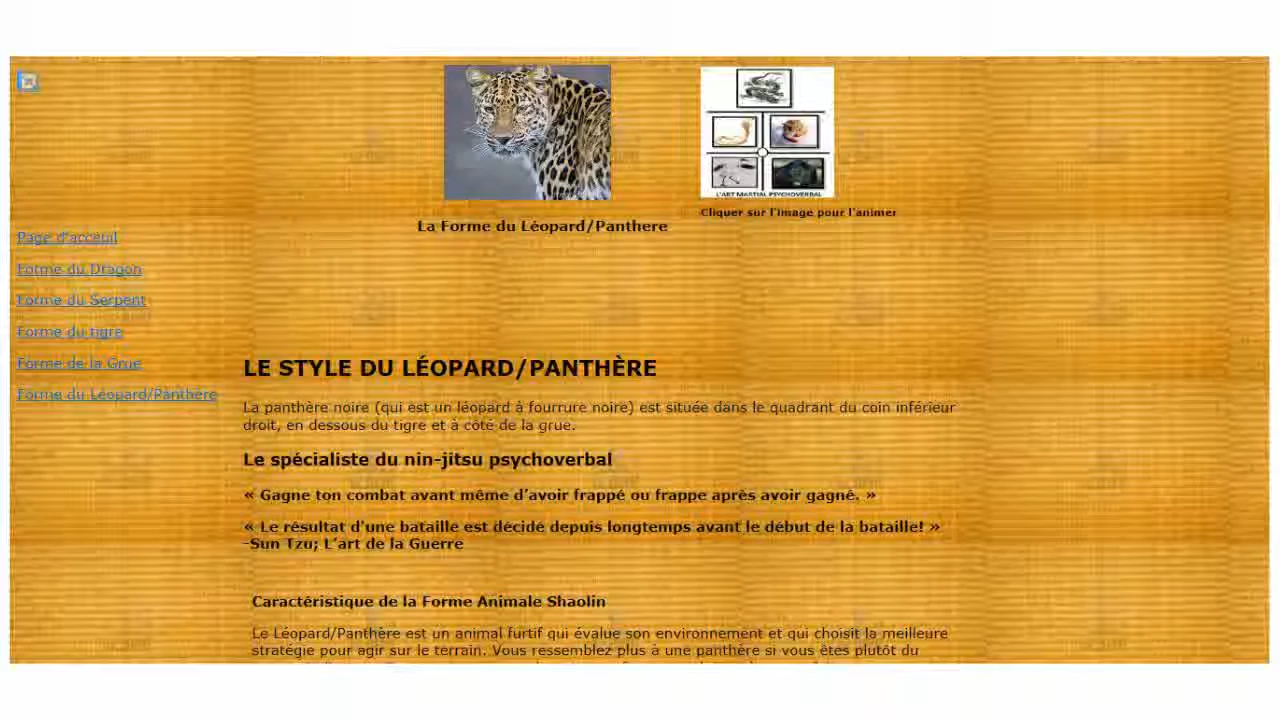 L'ART MARTIAL PSYCHOVERBAL
Cliquer sur l'image pour l'animer
La Forme du Léopard/Panthere
Page d'acceuil
Forme du Dragon
Forme du Serpent
Forme du tigre
Forme de la Grue
Forme du Léopard/Panthère
LE STYLE DU LÉOPARD/PANTHÈRE
La panthère noire (qui est un léopard à fourrure noire) est située dans le quadrant du coin inférieur
droit, en dessous du tigre et à côté de la grue.
Le spécialiste du nin-jitsu psychoverbal
« Gagne ton combat avant même d'avoir frappé ou frappe après avoir gagné. »
« Le résultat d'une bataille est décidé depuis longtemps avant le début de la bataille! »
-Sun Tzu; L'art de la Guerre
Caractéristique de la Forme Animale Shaolin
Le Léopard/Panthère est un animal furtif qui évalue son environnement et qui choisit la meilleure
stratégie pour agir sur le terrain. Vous ressemblez plus à une panthère si vous êtes plutôt du